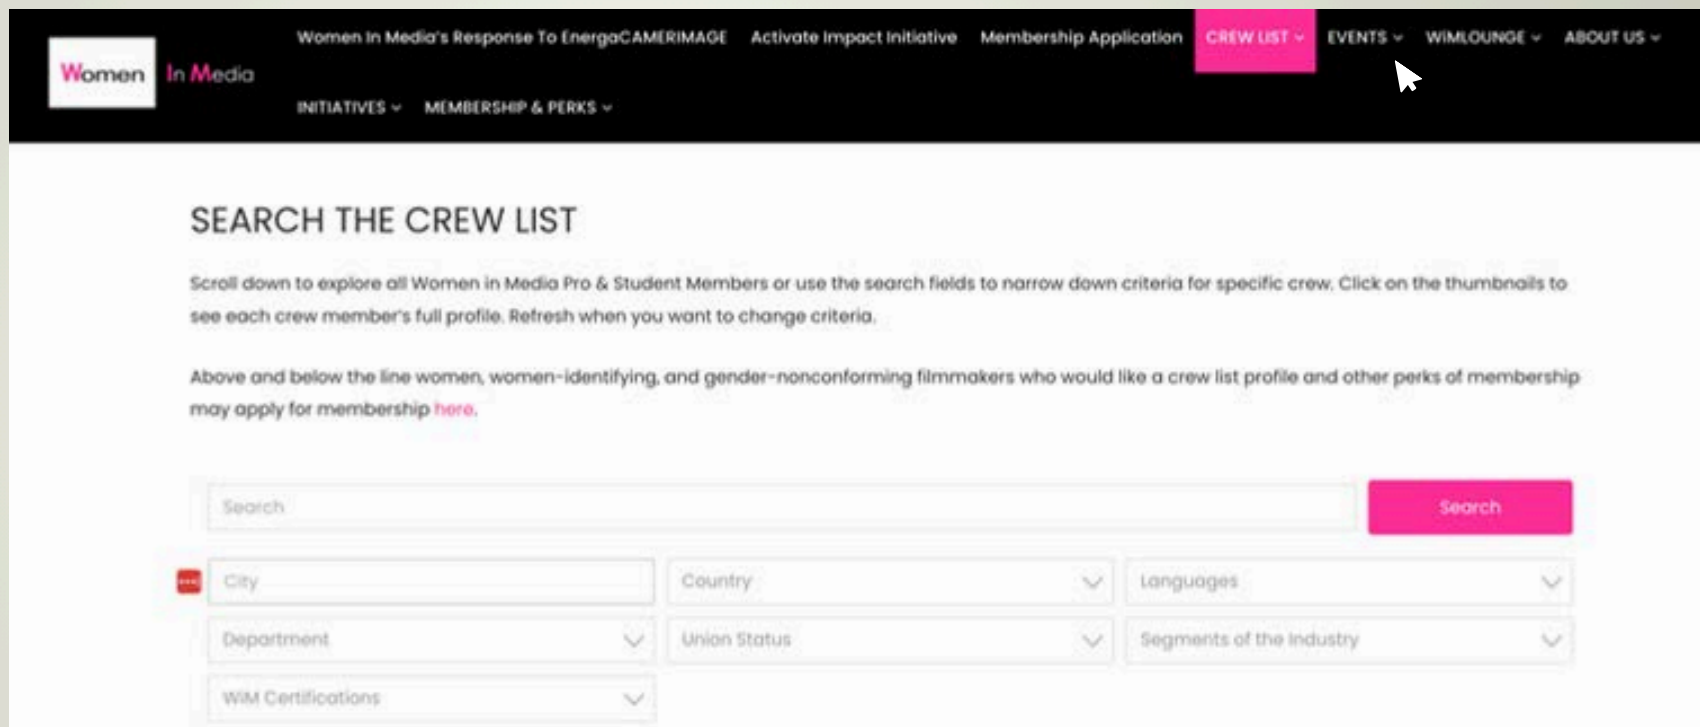 Women In Media
Women In Media's Response To EnergaCAMERIMAGE Activate Impact Initiative Membership Application CREW LIST EVENTS WiMLOUNGE ABOUT US
INITIATIVES MEMBERSHIP & PERKS
SEARCH THE CREW LIST
Scroll down to explore all Women in Media Pro & Student Members or use the search fields to narrow down criteria for specific crew. Click on the thumbnails to
see each crew member's full profile. Refresh when you want to change criteria.
Above and below the line women, women-identifying, and gender-nonconforming filmmakers who would like a crew list profile and other perks of membership
may apply for membership here.
Search Search
City Country Languages
Department Union Status Segments of the Industry
WiM Certifications